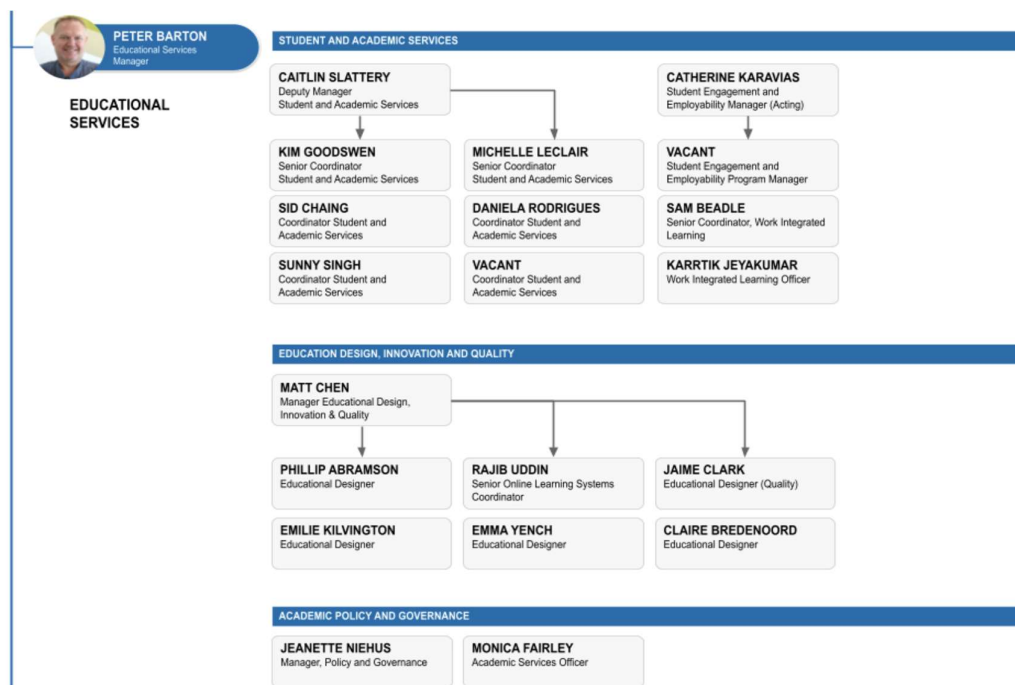 PETER BARTON
Educational Services
Manager
EDUCATIONAL
SERVICES
STUDENT AND ACADEMIC SERVICES
CAITLIN SLATTERY
Deputy Manager
Student and Academic Services
CATHERINE KARAVIAS
Student Engagement and
Employability Manager (Acting)
KIM GOODSWEN
Senior Coordinator
Student and Academic Services
MICHELLE LECLAIR
Senior Coordinator
Student and Academic Services
VACANT
Student Engagement and
Employability Program Manager
SID CHAING
Coordinator Student and
Academic Services
DANIELA RODRIGUES
Coordinator Student and
Academic Services
SAM BEADLE
Senior Coordinator, Work Integrated
Learning
SUNNY SINGH
Coordinator Student and
Academic Services
VACANT
Coordinator Student and
Academic Services
KARRTIK JEYAKUMAR
Work Integrated Learning Officer
EDUCATION DESIGN, INNOVATION AND QUALITY
MATT CHEN
Manager Educational Design,
Innovation & Quality
PHILLIP ABRAMSON
Educational Designer
RAJIB UDDIN
Senior Online Learning Systems
Coordinator
JAIME CLARK
Educational Designer (Quality)
EMILIE KILVINGTON
Educational Designer
EMMA YENCH
Educational Designer
CLAIRE BREDENOORD
Educational Designer
ACADEMIC POLICY AND GOVERNANCE
JEANETTE NIEHUS
Manager, Policy and Governance
MONICA FAIRLEY
Academic Services Officer